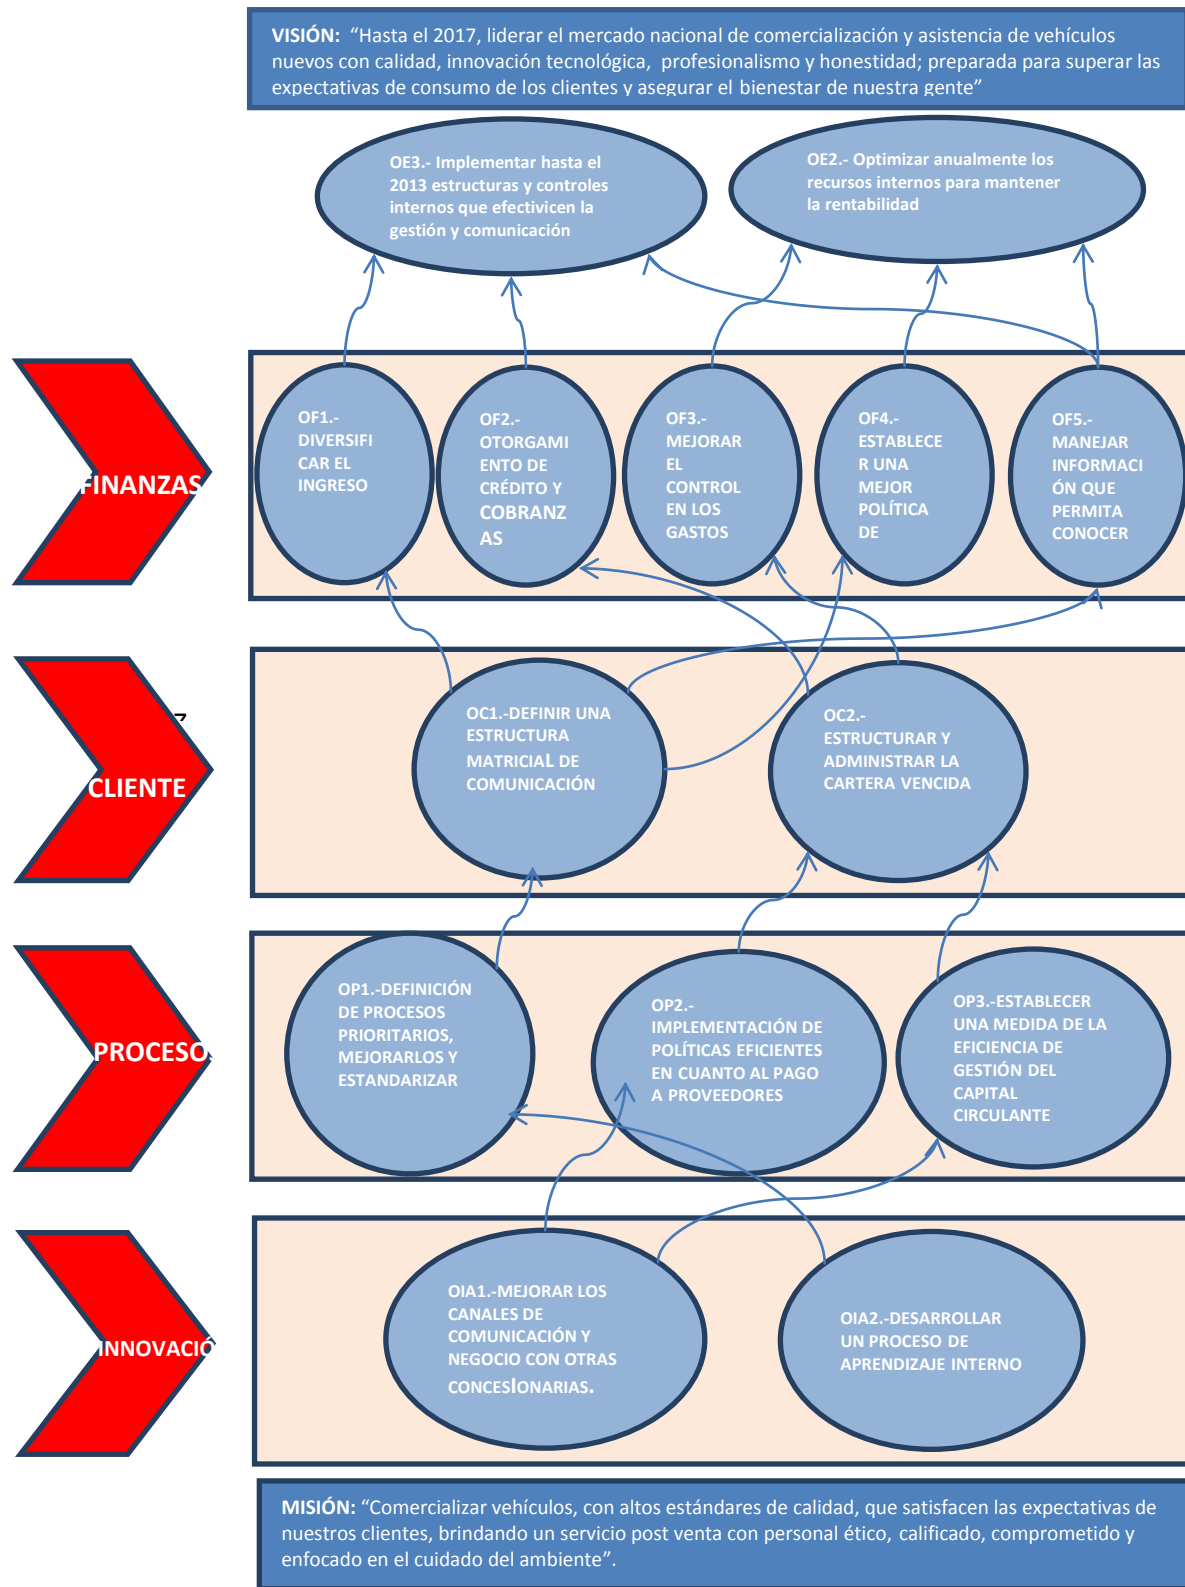 VISIÓN: “Hasta el 2017, liderar el mercado nacional de comercialización y asistencia de vehículos
nuevos con calidad, innovación tecnológica, profesionalismo y honestidad; preparada para superar las
expectativas de consumo de los clientes y asegurar el bienestar de nuestra gente”
OE3.- Implementar hasta el
2013 estructuras y controles
internos que efectivicen la
gestión y comunicación
OE2.- Optimizar anualmente los
recursos internos para mantener
la rentabilidad
FINANZAS
OF1.-
DIVERSIFI
CAR EL
INGRESO
OF2.-
OTORGAMI
ENTO DE
CRÉDITO Y
COBRANZ
AS
OF3.-
MEJORAR
EL
CONTROL
EN LOS
GASTOS
OF4.-
ESTABLECE
R UNA
MEJOR
POLÍTICA
DE
OF5.-
MANEJAR
INFORMACI
ÓN QUE
PERMITA
CONOCER
CLIENTE
OC1.-DEFINIR UNA
ESTRUCTURA
MATRICIAL DE
COMUNICACIÓN
OC2.-
ESTRUCTURAR Y
ADMINISTRAR LA
CARTERA VENCIDA
PROCESO
OP1.-DEFINICIÓN
DE PROCESOS
PRIORITARIOS,
MEJORARLOS Y
ESTANDARIZAR
OP2.-
IMPLEMENTACIÓN DE
POLÍTICAS EFICIENTES
EN CUANTO AL PAGO
A PROVEEDORES
OP3.-ESTABLECER
UNA MEDIDA DE LA
EFICIENCIA DE
GESTIÓN DEL
CAPITAL
CIRCULANTE
INNOVACIÓ
OIA1.-MEJORAR LOS
CANALES DE
COMUNICACIÓN Y
NEGOCIO CON OTRAS
CONCESIONARIAS.
OIA2.-DESARROLLAR
UN PROCESO DE
APRENDIZAJE INTERNO
MISIÓN: “Comercializar vehículos, con altos estándares de calidad, que satisfacen las expectativas de
nuestros clientes, brindando un servicio post venta con personal ético, calificado, comprometido y
enfocado en el cuidado del ambiente”.